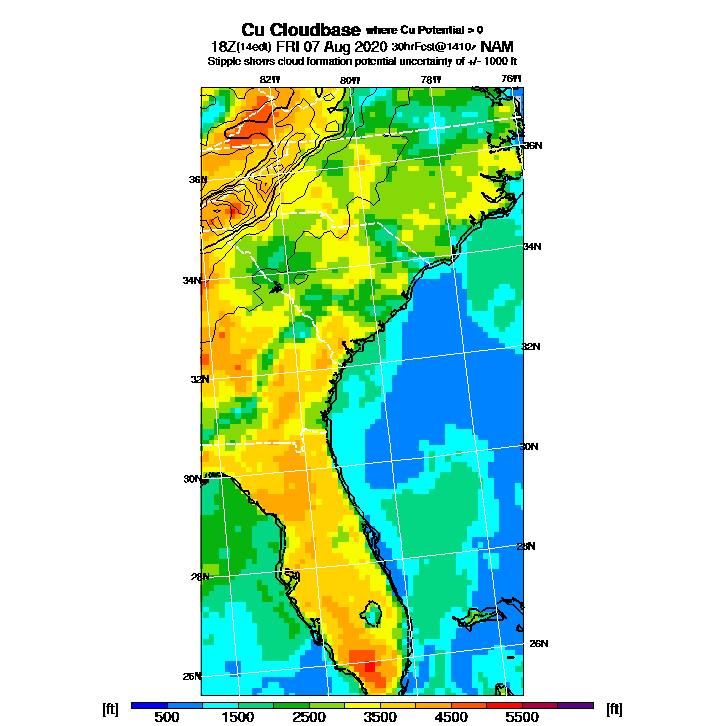 Cu Cloudbase where Cu Potential > 0
18Z(14edt) FRI 07 Aug 2020 30hrFcst@1410z NAM
Stipple shows cloud formation potential uncertainty of +/- 1000 ft
82W 80W 78W 76W
36N 36N
34N 34N
32N 32N
30N 30N
28N 28N
26N 26N
[ft] 500 1500 2500 3500 4500 5500 [ft]